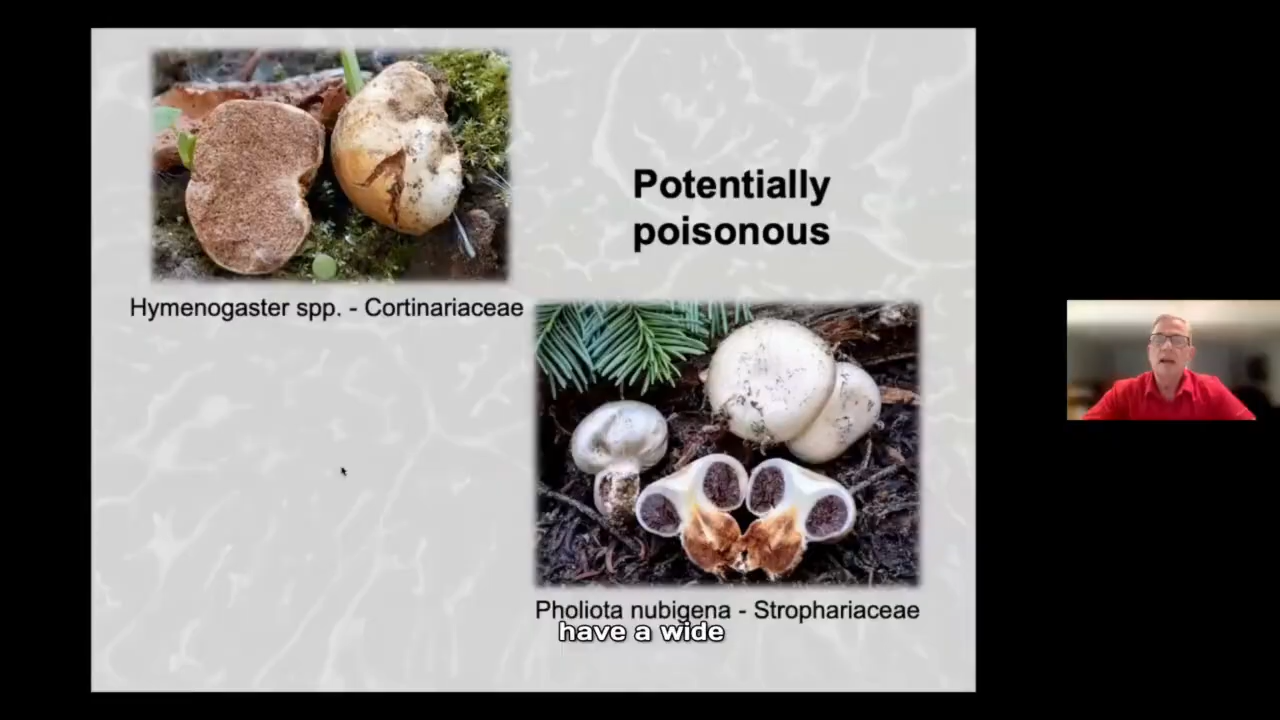 Potentially
poisonous
Hymenogaster spp. - Cortinariaceae
Pholiota nubigena - Strophariaceae
have a wide